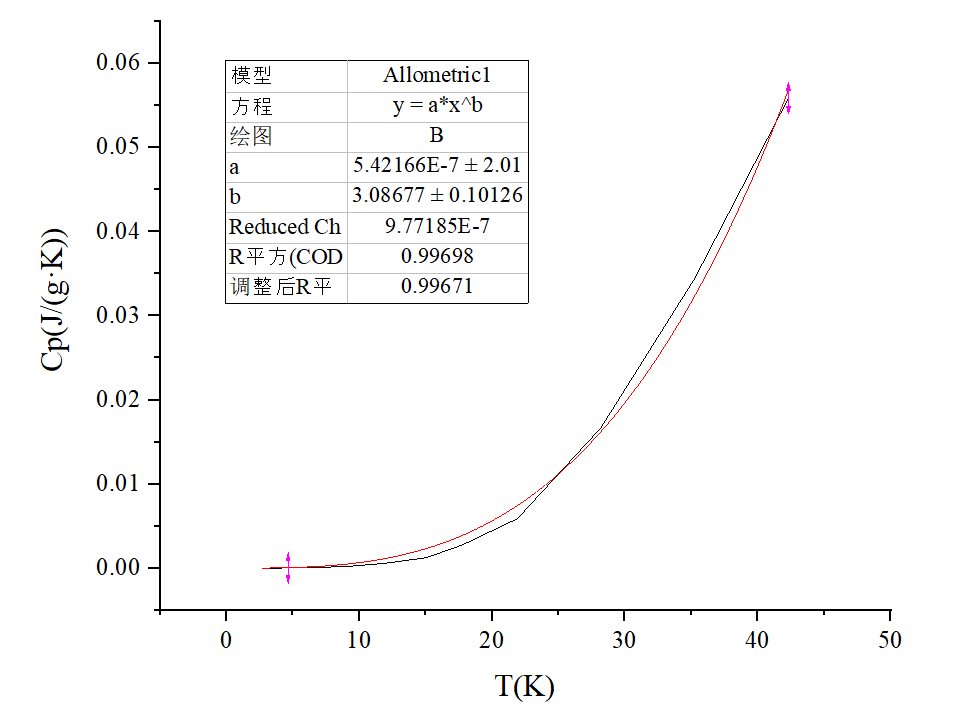 0.06
0.05
0.04
0.03
0.02
0.01
0.00
Cp(J/(g·K))
模型 Allometric1
方程 y = a*x^b
绘图 B
a 5.42166E-7 ± 2.01
b 3.08677 ± 0.10126
Reduced Ch 9.77185E-7
R平方(COD 0.99698
调整后R平 0.99671
0 10 20 30 40 50
T(K)